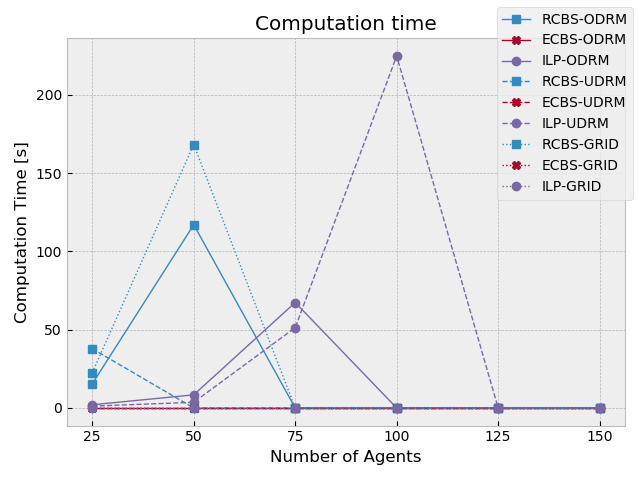 Computation time
RCBS-ODRM
ECBS-ODRM
ILP-ODRM
RCBS-UDRM
ECBS-UDRM
ILP-UDRM
RCBS-GRID
ECBS-GRID
ILP-GRID
Computation Time [s]
200
150
100
50
0
25 50 75 100 125 150
Number of Agents